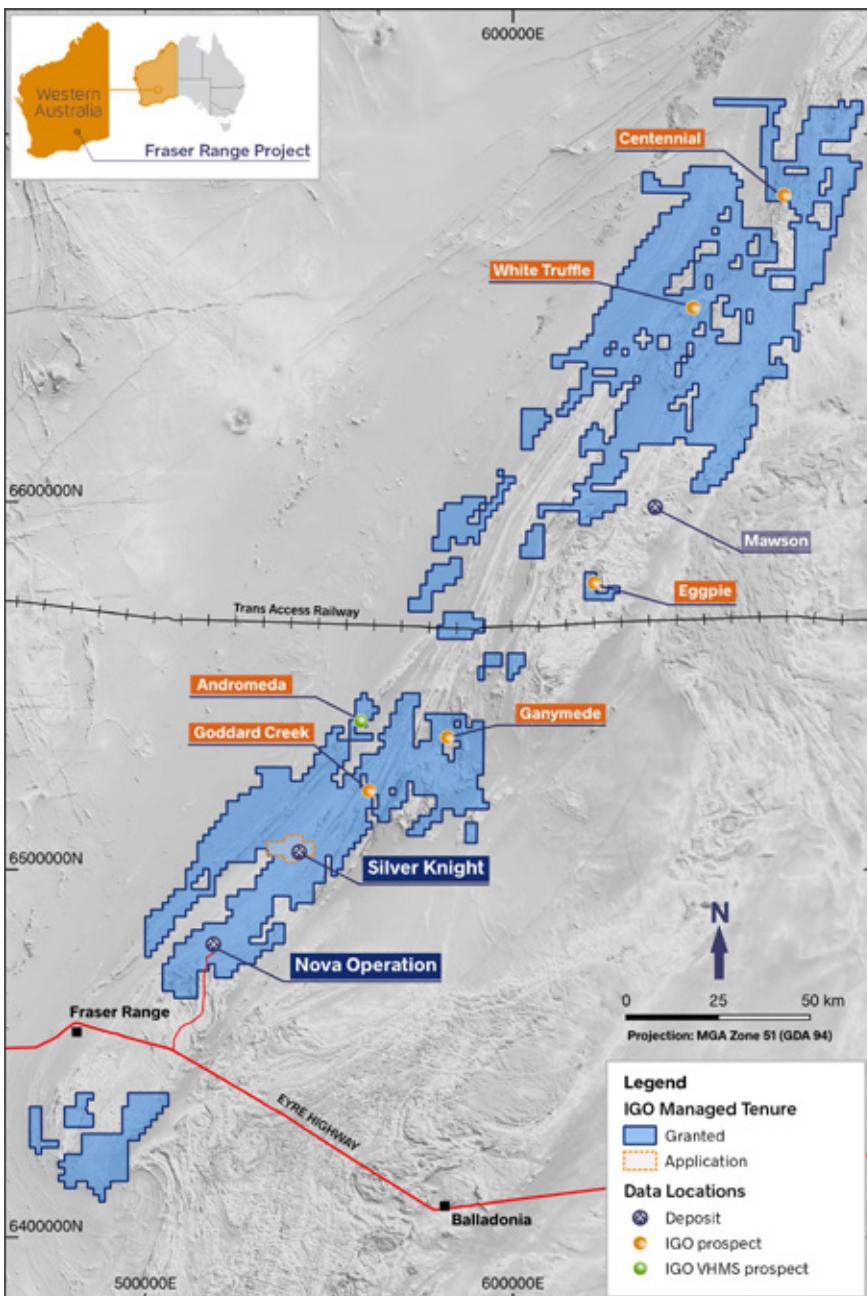 600000E
Western
Australia
Fraser Range Project
Centennial
White Truffle
6600000N
Mawson
Eggpie
Trans Access Railway
Andromeda
Ganymede
Goddard Creek
6500000N
Silver Knight
N
Nova Operation
0 25 50 km
Fraser Range
Projection: MGA Zone 51 (GDA 94)
Legend
IGO Managed Tenure
Granted
EYRE HIGHWAY
Application
Data Locations
Balladonia
Deposit
6400000N
IGO prospect
IGO VHMS prospect
500000E
600000E